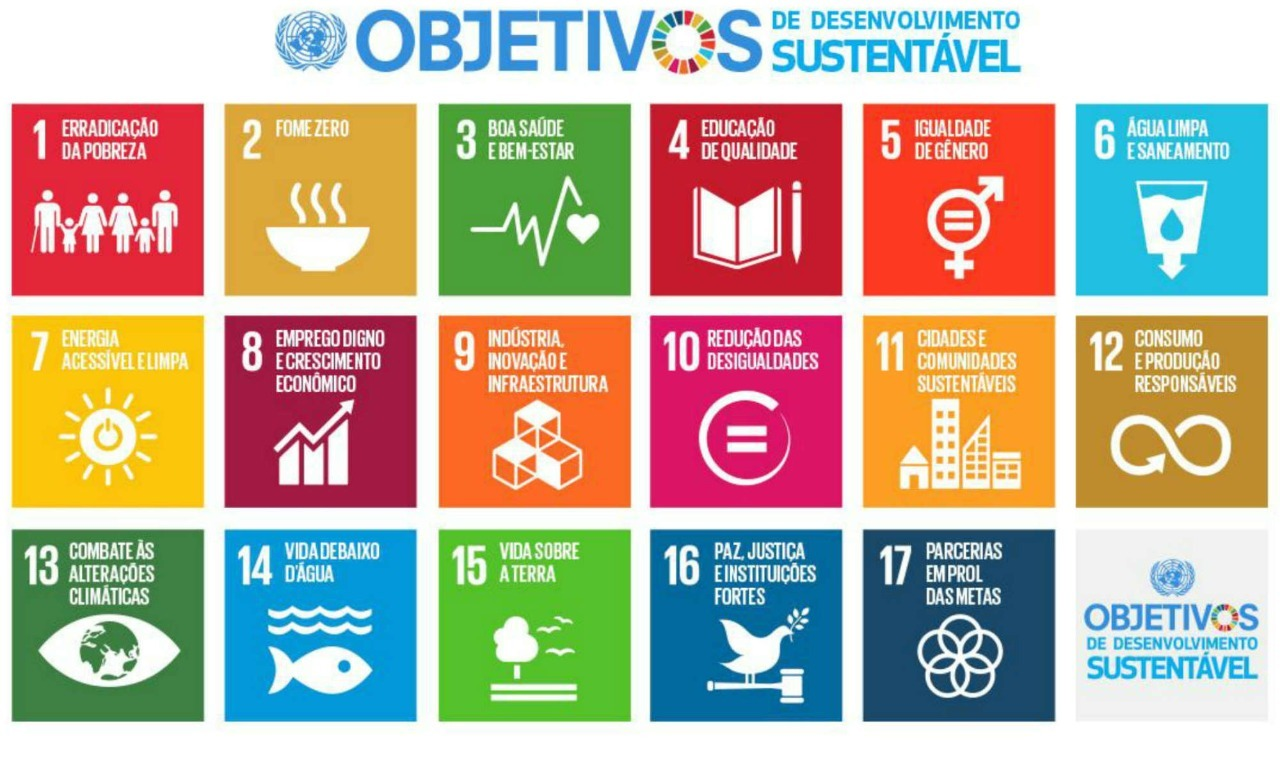 OBJETIVOS DE DESENVOLVIMENTO
SUSTENTÁVEL
1 ERRADICAÇÃO
DA POBREZA
2 FOME ZERO
3 BOA SAÚDE
E BEM-ESTAR
4 EDUCAÇÃO
DE QUALIDADE
5 IGUALDADE
DE GÊNERO
6 ÁGUA LIMPA
E SANEAMENTO
7 ENERGIA
ACESSÍVEL E LIMPA
8 EMPREGO DIGNO
E CRESCIMENTO
ECONÔMICO
9 INDÚSTRIA,
INOVAÇÃO E
INFRAESTRUTURA
10 REDUÇÃO DAS
DESIGUALDADES
11 CIDADES E
COMUNIDADES
SUSTENTÁVEIS
12 CONSUMO
E PRODUÇÃO
RESPONSÁVEIS
13 COMBATE ÀS
ALTERAÇÕES
CLIMÁTICAS
14 VIDA DEBAIXO
D'ÁGUA
15 VIDA SOBRE
A TERRA
16 PAZ, JUSTIÇA
E INSTITUIÇÕES
FORTES
17 PARCERIAS
EM PROL
DAS METAS
OBJETIVOS
DE DESENVOLVIMENTO
SUSTENTÁVEL